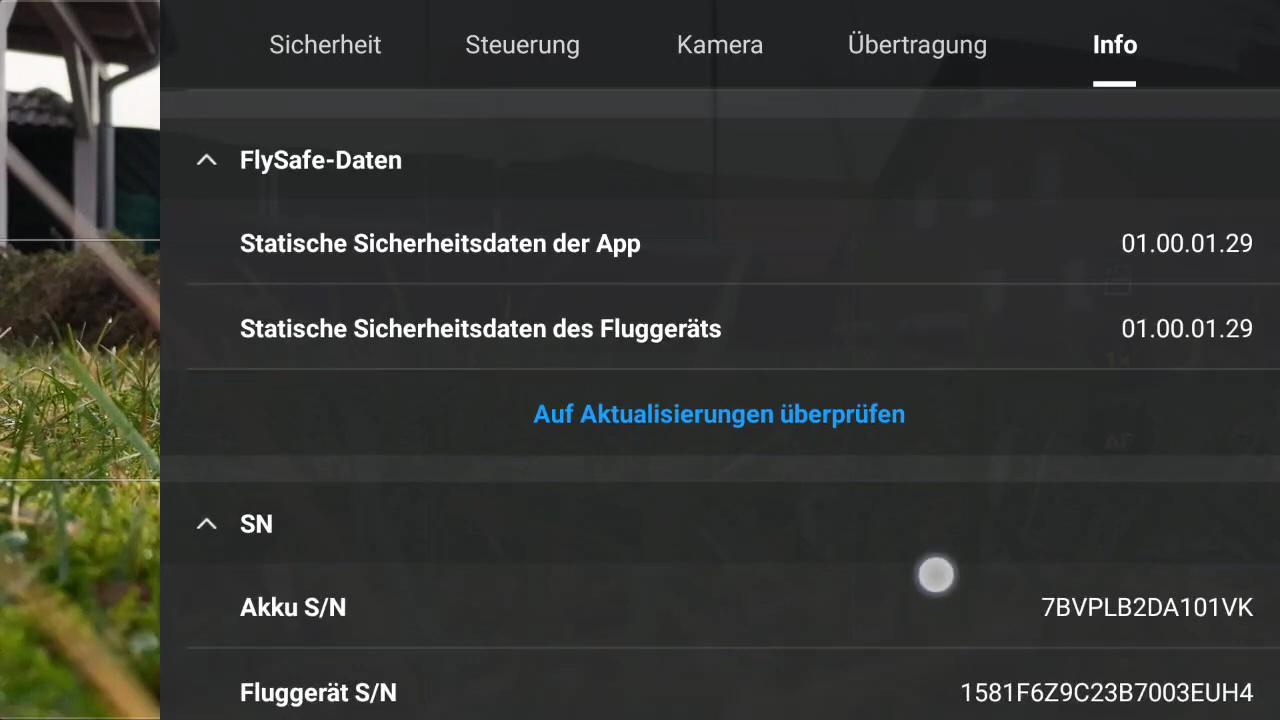 Sicherheit Steuerung Kamera Übertragung Info
FlySafe-Daten
Statische Sicherheitsdaten der App 01.00.01.29
Statische Sicherheitsdaten des Fluggeräts 01.00.01.29
Auf Aktualisierungen überprüfen
SN
Akku S/N 7BVPLB2DA101VK
Fluggerät S/N 1581F6Z9C23B7003EUH4